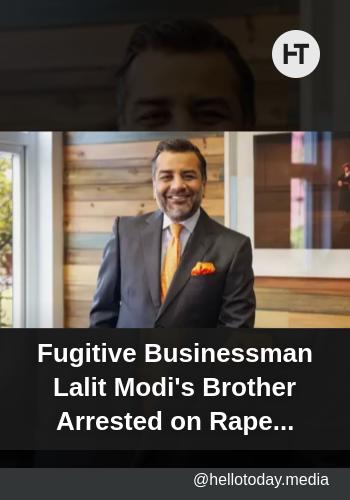 HT
Fugitive Businessman
Lalit Modi's Brother
Arrested on Rape...
@hellotoday.media